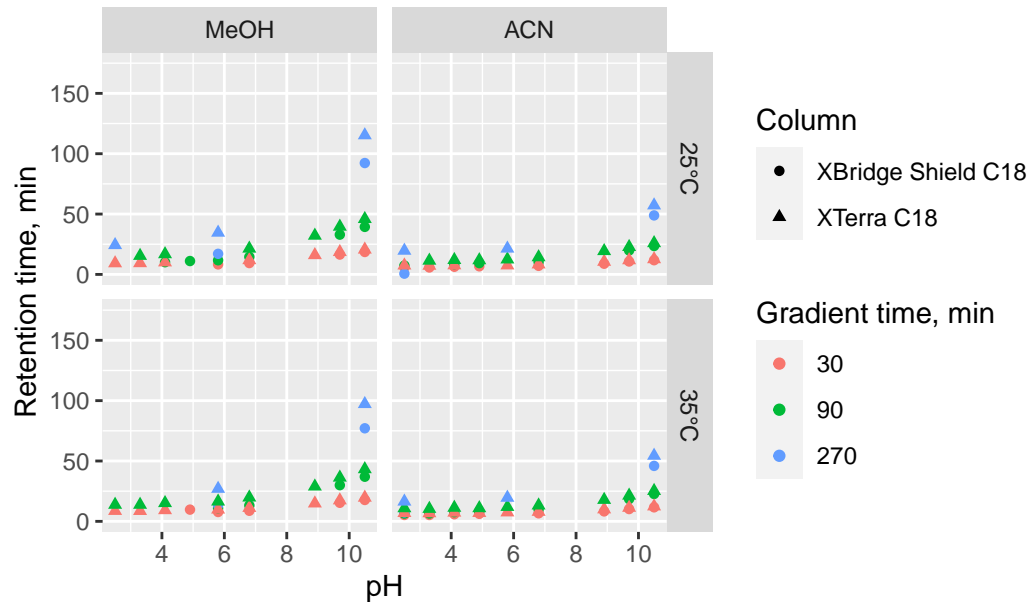 MeOH ACN
150
100
50
0
25°C
150
100
50
0
35°C
4 6 8 10 4 6 8 10
pH
Retention time, min
Column
XBridge Shield C18
XTerra C18
Gradient time, min
30
90
270